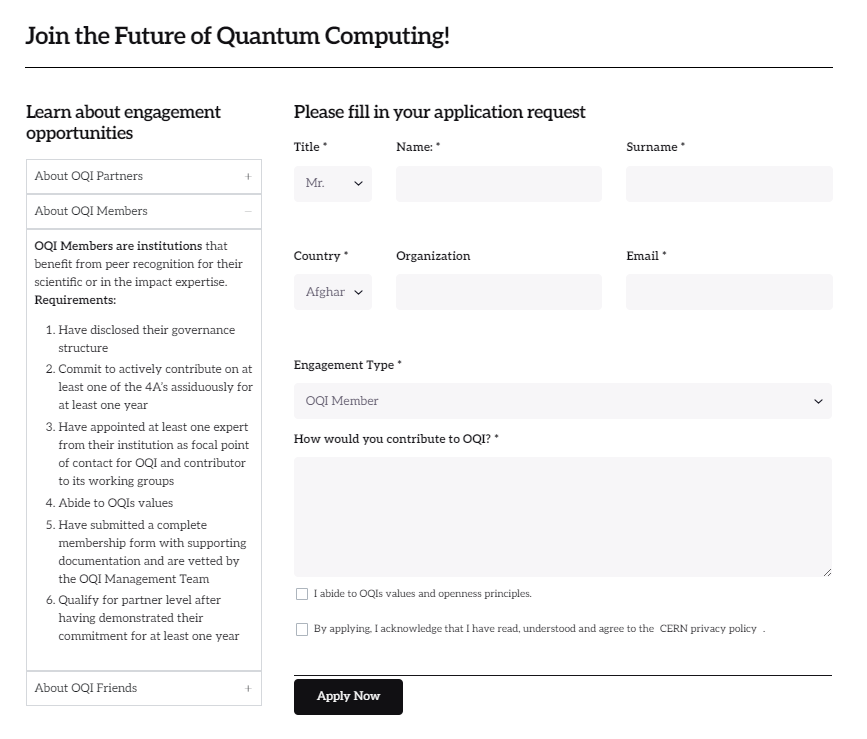 Join the Future of Quantum Computing!
Learn about engagement
opportunities
About OQI Partners +
About OQI Members −
OQI Members are institutions that
benefit from peer recognition for their
scientific or in the impact expertise.
Requirements:
1. Have disclosed their governance
structure
2. Commit to actively contribute on at
least one of the 4A's assiduously for
at least one year
3. Have appointed at least one expert
from their institution as focal point
of contact for OQI and contributor
to its working groups
4. Abide to OQIs values
5. Have submitted a complete
membership form with supporting
documentation and are vetted by
the OQI Management Team
6. Qualify for partner level after
having demonstrated their
commitment for at least one year
About OQI Friends +
Please fill in your application request
Title * Name: * Surname *
Mr.
Country * Organization Email *
Afghar
Engagement Type *
OQI Member
How would you contribute to OQI? *
I abide to OQIs values and openness principles.
By applying, I acknowledge that I have read, understood and agree to the CERN privacy policy .
Apply Now